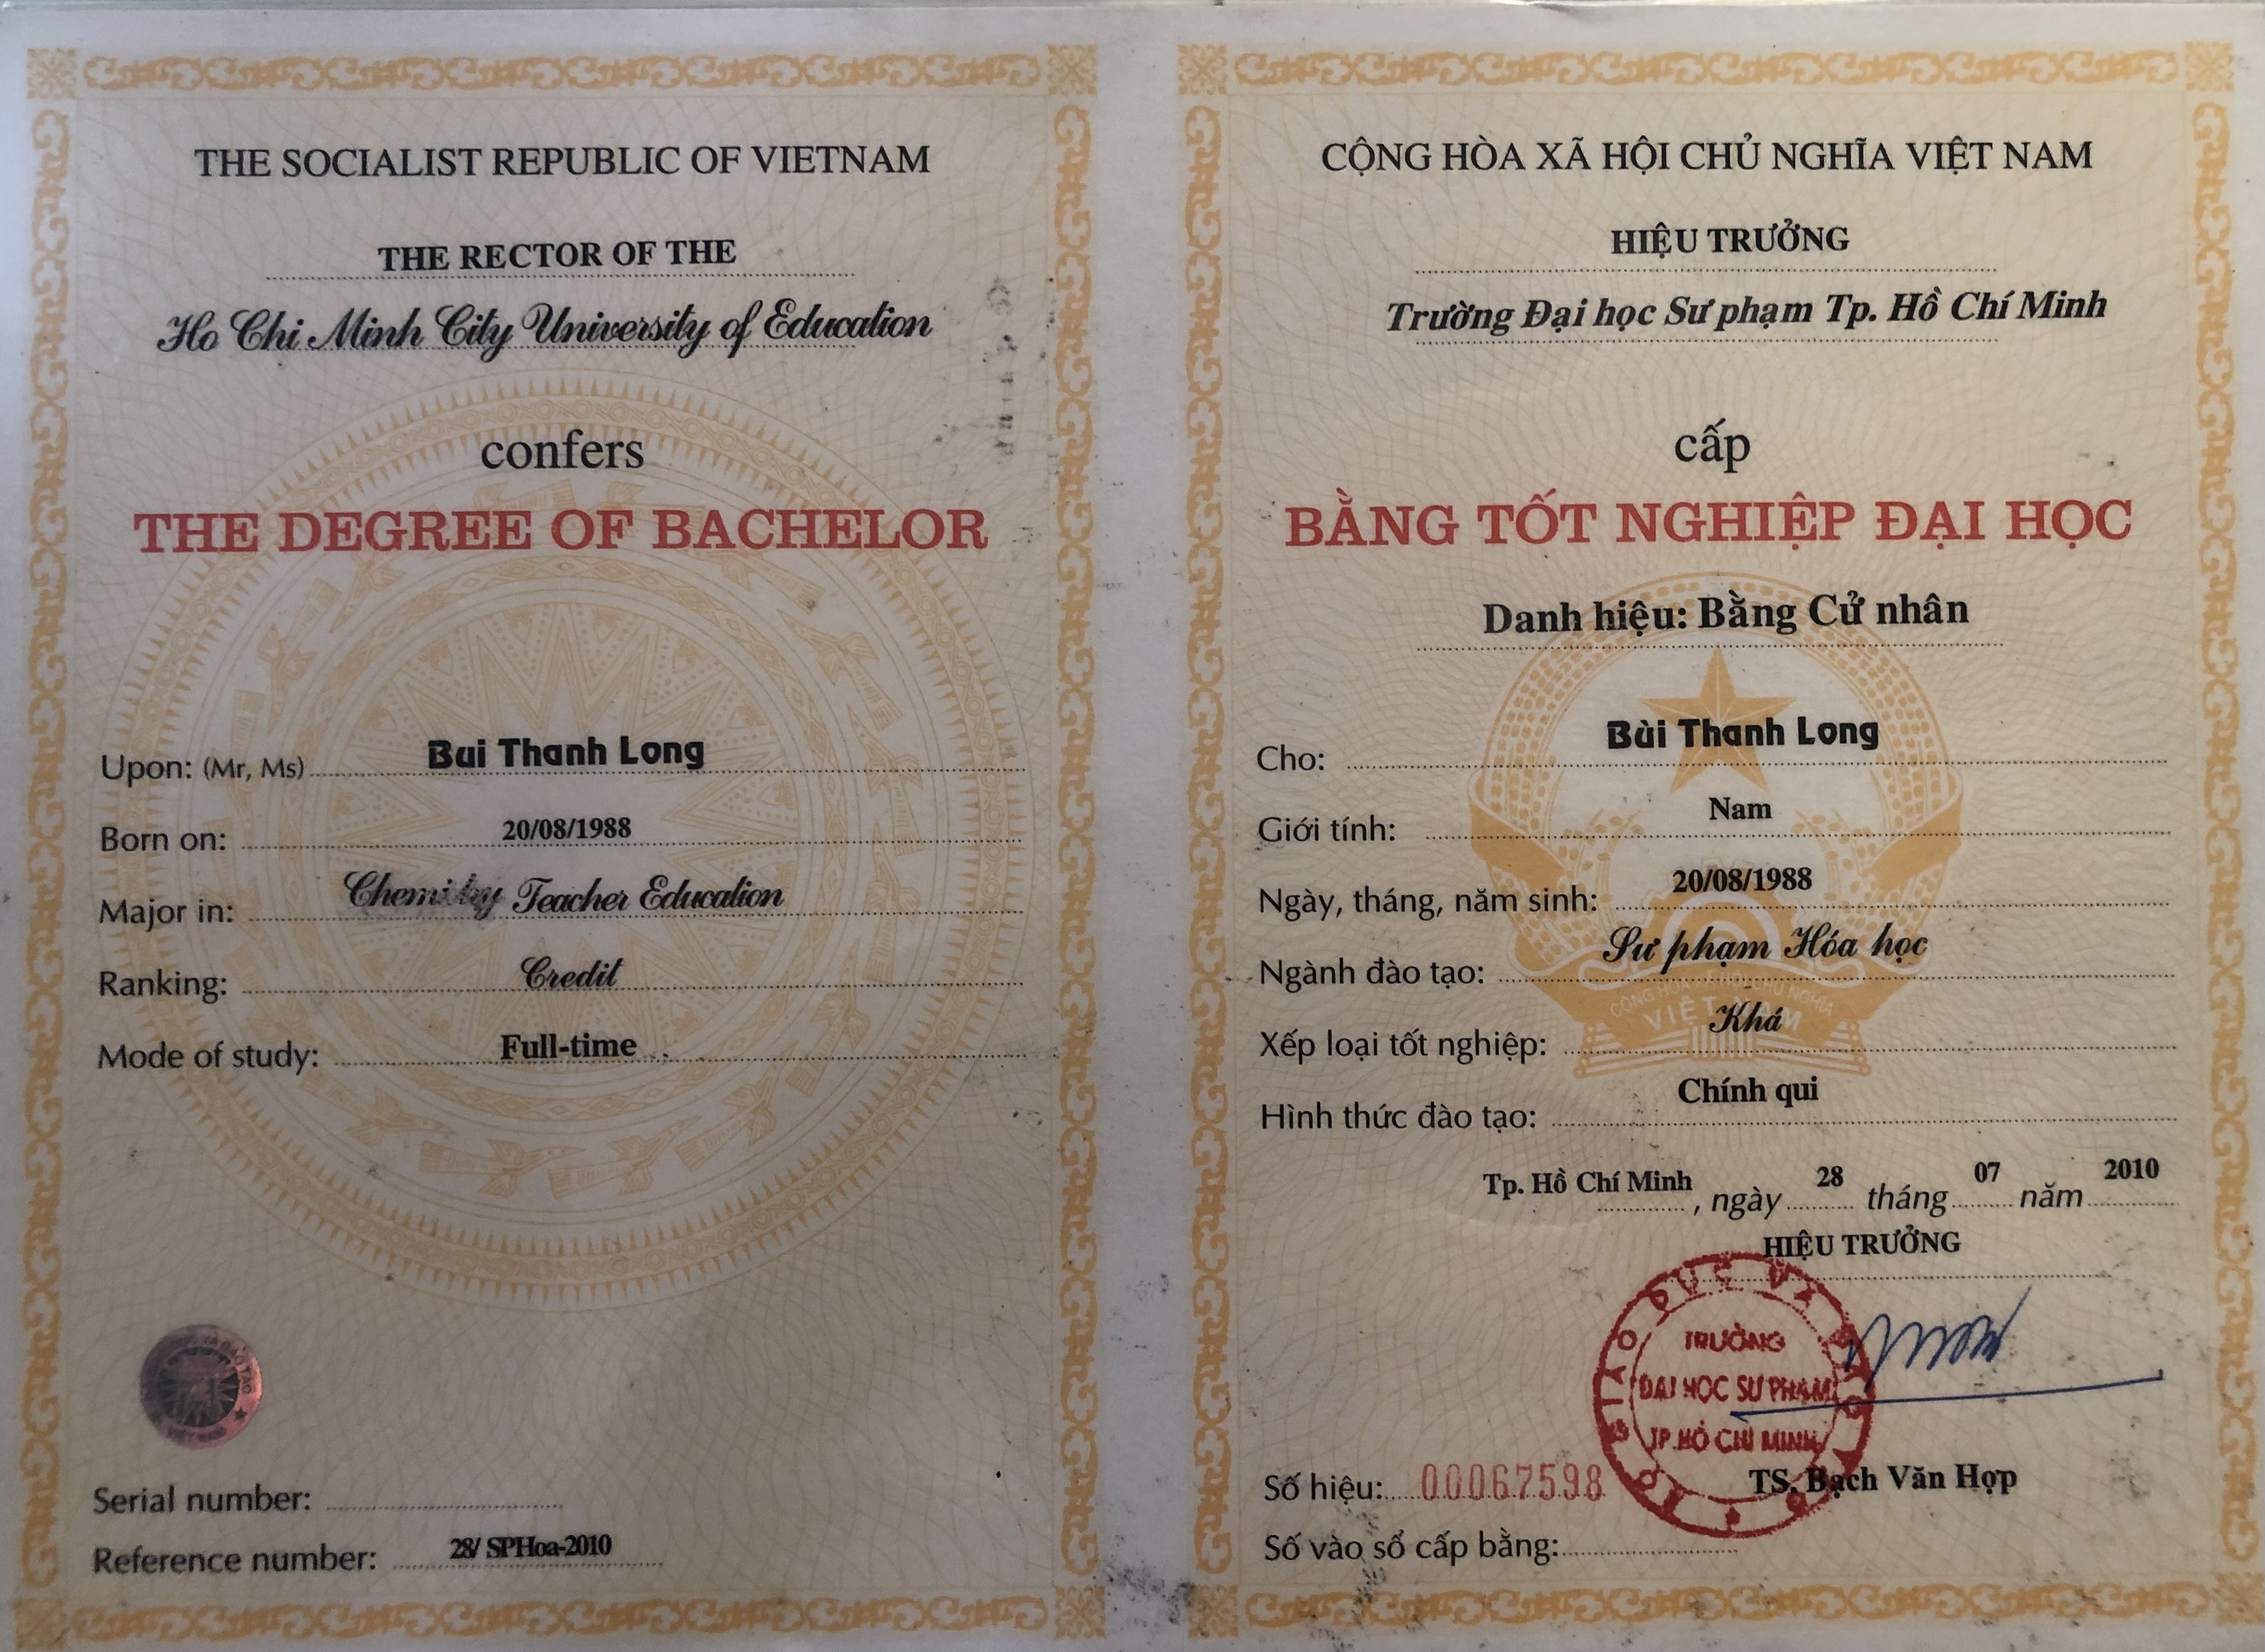 THE SOCIALIST REPUBLIC OF VIETNAM
THE RECTOR OF THE
Ho Chi Minh City University of Education
confers
THE DEGREE OF BACHELOR
Upon: (Mr, Ms) Bui Thanh Long
Born on: 20/08/1988
Major in: Teacher Education
Ranking: Credit
Mode of study: Full-time
VIỆT NAM
Serial number:
Reference number: 28/ SPHoa-2010
CỘNG HÒA XÃ HỘI CHỦ NGHĨA VIỆT NAM
HIỆU TRƯỞNG
Trường Đại học Sư phạm Tp. Hồ Chí Minh
cấp
BẰNG TỐT NGHIỆP ĐẠI HỌC
Danh hiệu: Bằng Cử nhân
Cho: Bùi Thanh Long
Giới tính: Nam
Ngày, tháng, năm sinh: 20/08/1988
Ngành đào tạo: Sư phạm Hóa học
Xếp loại tốt nghiệp: Khá
Hình thức đào tạo: Chính qui
Tp. Hồ Chí Minh, ngày 28 tháng 07 năm 2010
HIỆU TRƯỞNG
TRƯỜNG
ĐẠI HỌC SƯ PHẠM
TP.HỒ CHÍ MINH
TS. Bạch Văn Hợp
Số hiệu: 00067598
Số vào sổ cấp bằng: